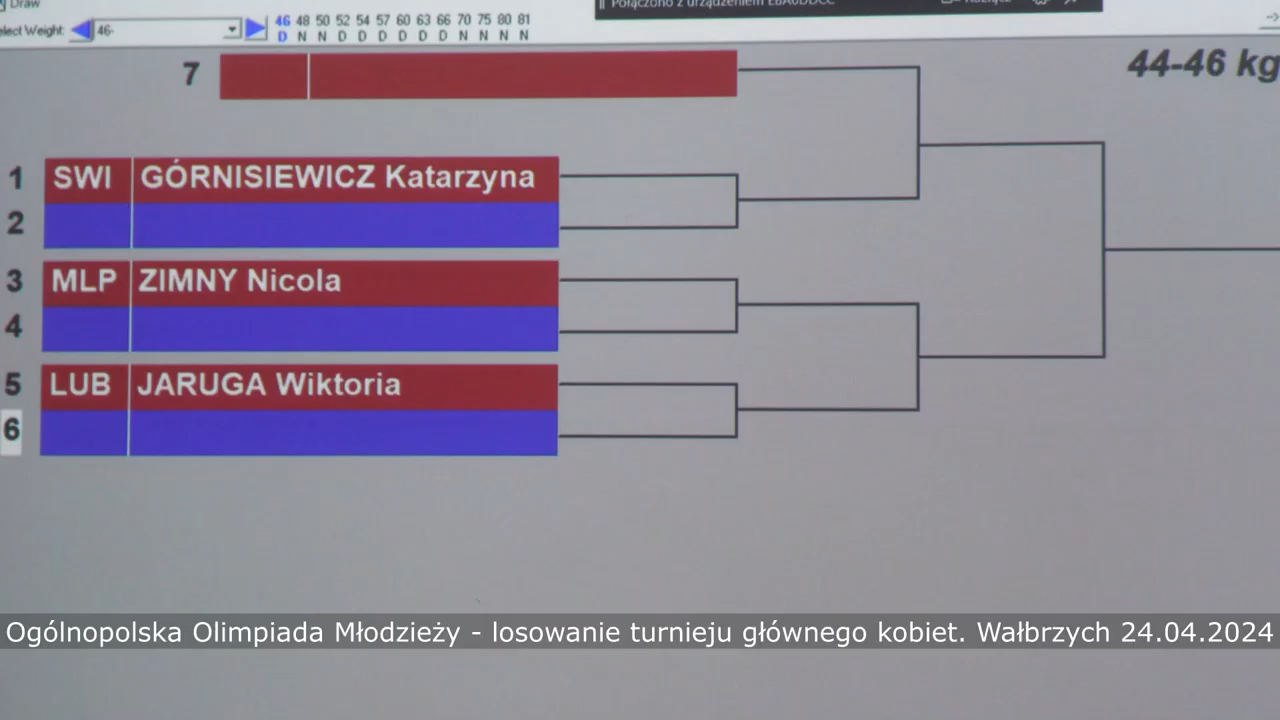 Draw
Połączono z urządzeniem
elect Weight: 46-
46 48 50 52 54 57 60 63 66 70 75 80 81
D N N D D D D D D N N N N
44-46 kg
7
1 SWI GÓRNISIEWICZ Katarzyna
2
3 MLP ZIMNY Nicola
4
5 LUB JARUGA Wiktoria
6
Ogólnopolska Olimpiada Młodzieży - losowanie turnieju głównego kobiet. Wałbrzych 24.04.2024